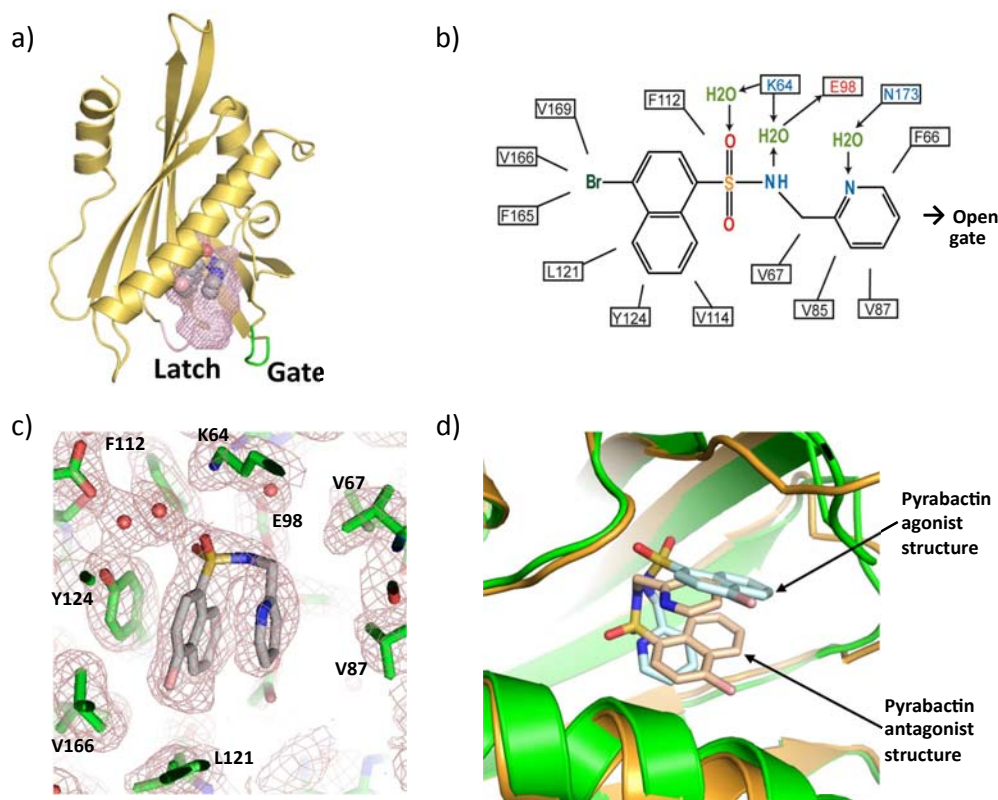 a)
Latch
Gate
b)
V169
V166
F165
Br
L121
Y124
V114
F112
H2O
K64
E98
H2O
N173
H2O
F66
O
S
NH
N
O
V67
V85
V87
Open
gate
c)
F112
K64
V67
E98
Y124
V87
V166
L121
d)
Pyrabactin
agonist
structure
Pyrabactin
antagonist
structure